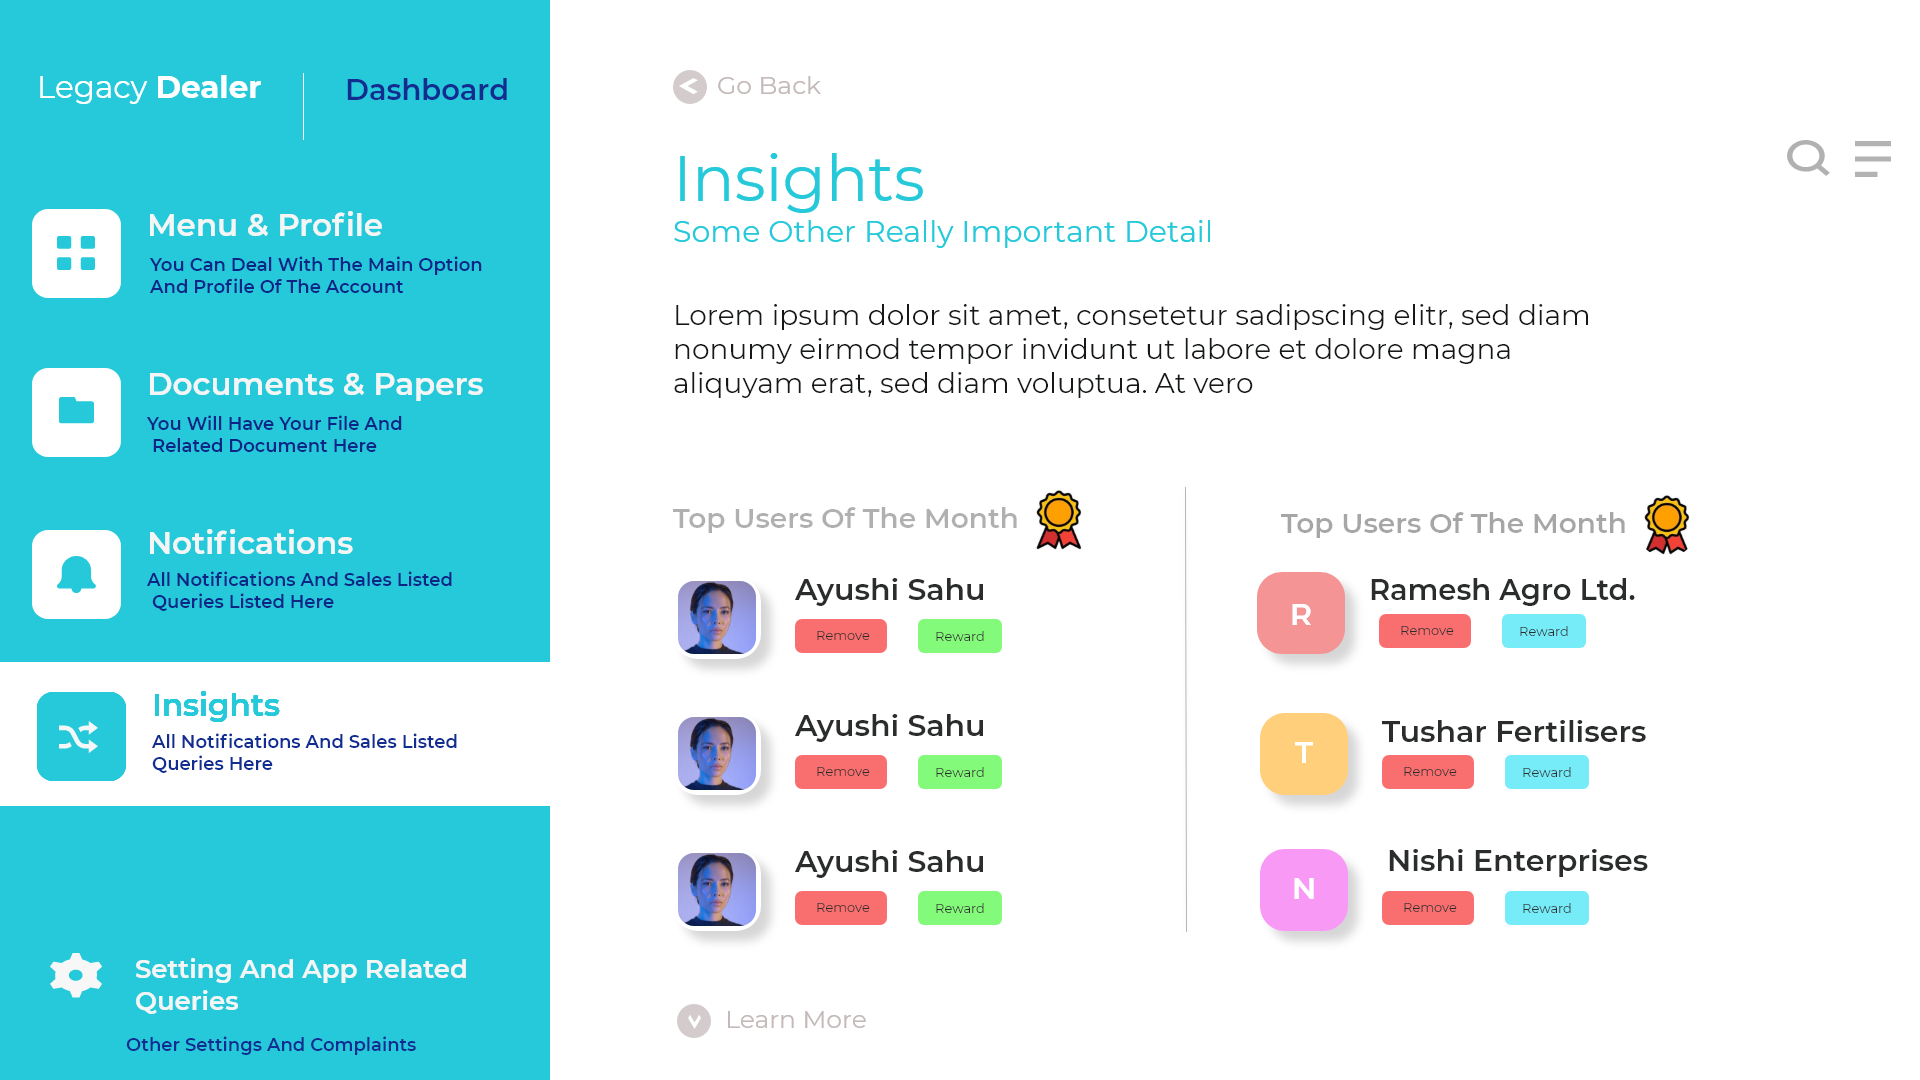 Legacy Dealer
Dashboard
Menu & Profile
You Can Deal With The Main Option
And Profile Of The Account
Documents & Papers
You Will Have Your File And
Related Document Here
Notifications
All Notifications And Sales Listed
Queries Listed Here
Insights
All Notifications And Sales Listed
Queries Here
Setting And App Related
Queries
Other Settings And Complaints
Go Back
Insights
Some Other Really Important Detail
Lorem ipsum dolor sit amet, consetetur sadipscing elitr, sed diam
nonumy eirmod tempor invidunt ut labore et dolore magna
aliquyam erat, sed diam voluptua. At vero
Top Users Of The Month
Ayushi Sahu
Remove Reward
Ayushi Sahu
Remove Reward
Ayushi Sahu
Remove Reward
Top Users Of The Month
R
Ramesh Agro Ltd.
Remove Reward
T
Tushar Fertilisers
Remove Reward
N
Nishi Enterprises
Remove Reward
Learn More